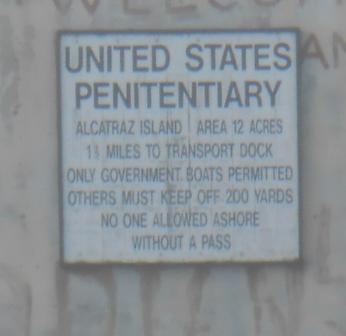 WELCOME
UNITED STATES
PENITENTIARY
ALCATRAZ ISLAND AREA 12 ACRES
1½ MILES TO TRANSPORT DOCK
ONLY GOVERNMENT BOATS PERMITTED
OTHERS MUST KEEP OFF 200 YARDS
NO ONE ALLOWED ASHORE
WITHOUT A PASS